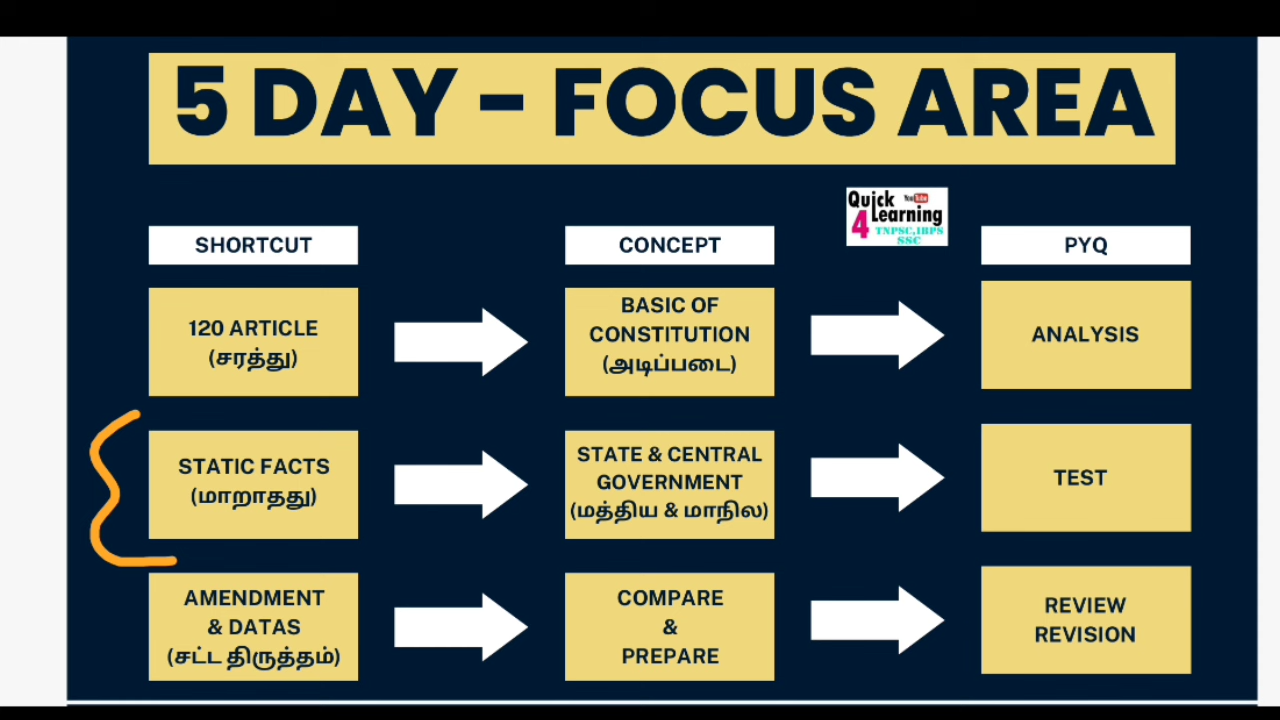 5 DAY - FOCUS AREA
Quick YouTube
4 Learning
TNPSC,IBPS
SSC
SHORTCUT
CONCEPT
PYQ
120 ARTICLE
(சரத்து)
BASIC OF
CONSTITUTION
(அடிப்படை)
ANALYSIS
STATIC FACTS
(மாறாதது)
STATE & CENTRAL
GOVERNMENT
(மத்திய & மாநில)
TEST
AMENDMENT
& DATAS
(சட்ட திருத்தம்)
COMPARE
&
PREPARE
REVIEW
REVISION